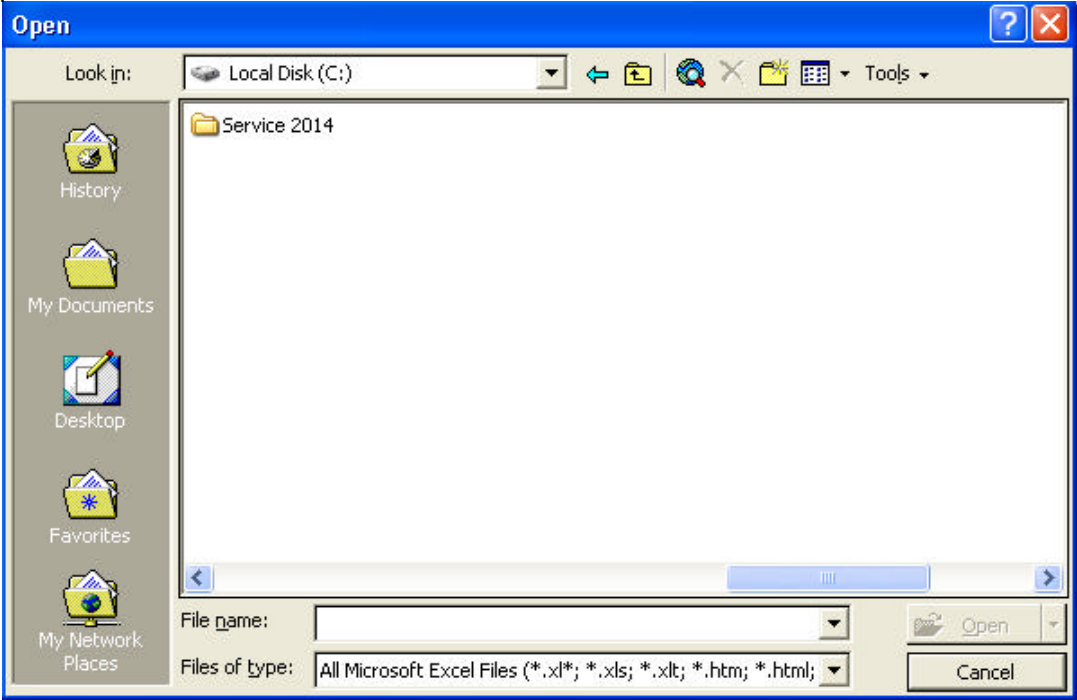 Open
Look in: Local Disk (C:) Tools
Service 2014
History
My Documents
Desktop
Favorites
My Network
Places
File name: Open
Files of type: All Microsoft Excel Files (*.xl*; *.xls; *.xlt; *.htm; *.html; Cancel